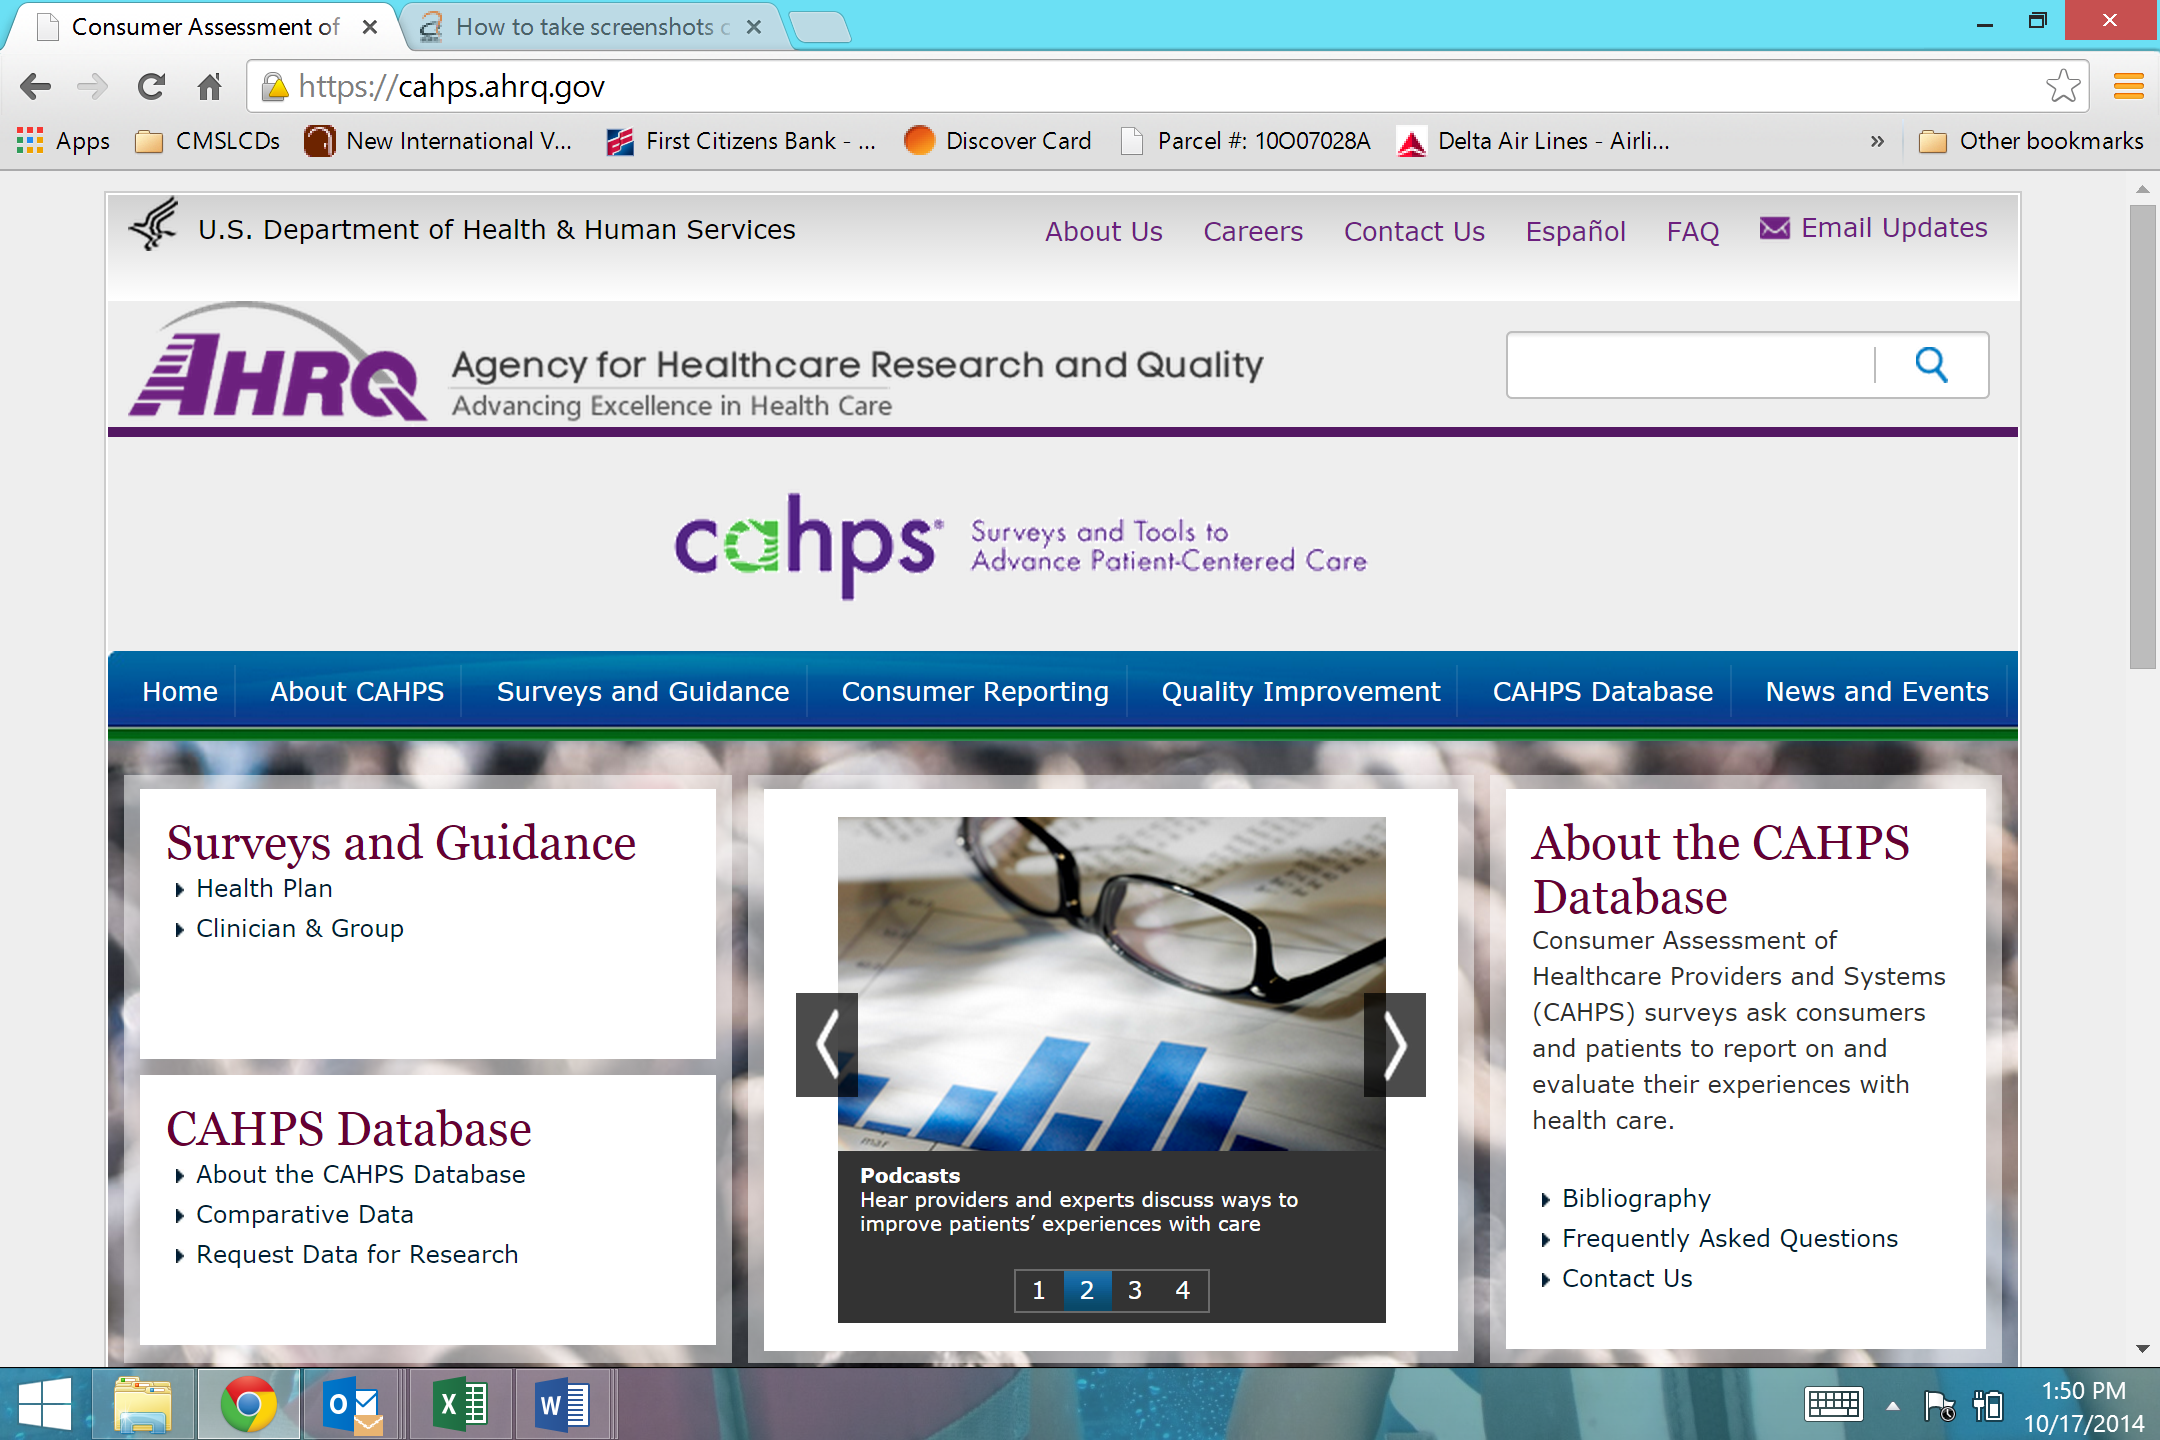 Consumer Assessment of
How to take screenshots
https://cahps.ahrq.gov
Apps
CMSLCDs
New International V...
First Citizens Bank - ...
Discover Card
Parcel #: 10O07028A
Delta Air Lines - Airli...
»
Other bookmarks
U.S. Department of Health & Human Services
About Us
Careers
Contact Us
Español
FAQ
Email Updates
AHRQ
Agency for Healthcare Research and Quality
Advancing Excellence in Health Care
cahps®
Surveys and Tools to
Advance Patient-Centered Care
Home
About CAHPS
Surveys and Guidance
Consumer Reporting
Quality Improvement
CAHPS Database
News and Events
Surveys and Guidance
Health Plan
Clinician & Group
CAHPS Database
About the CAHPS Database
Comparative Data
Request Data for Research
mar
Podcasts
Hear providers and experts discuss ways to
improve patients’ experiences with care
1 2 3 4
About the CAHPS
Database
Consumer Assessment of
Healthcare Providers and Systems
(CAHPS) surveys ask consumers
and patients to report on and
evaluate their experiences with
health care.
Bibliography
Frequently Asked Questions
Contact Us
1:50 PM
10/17/2014